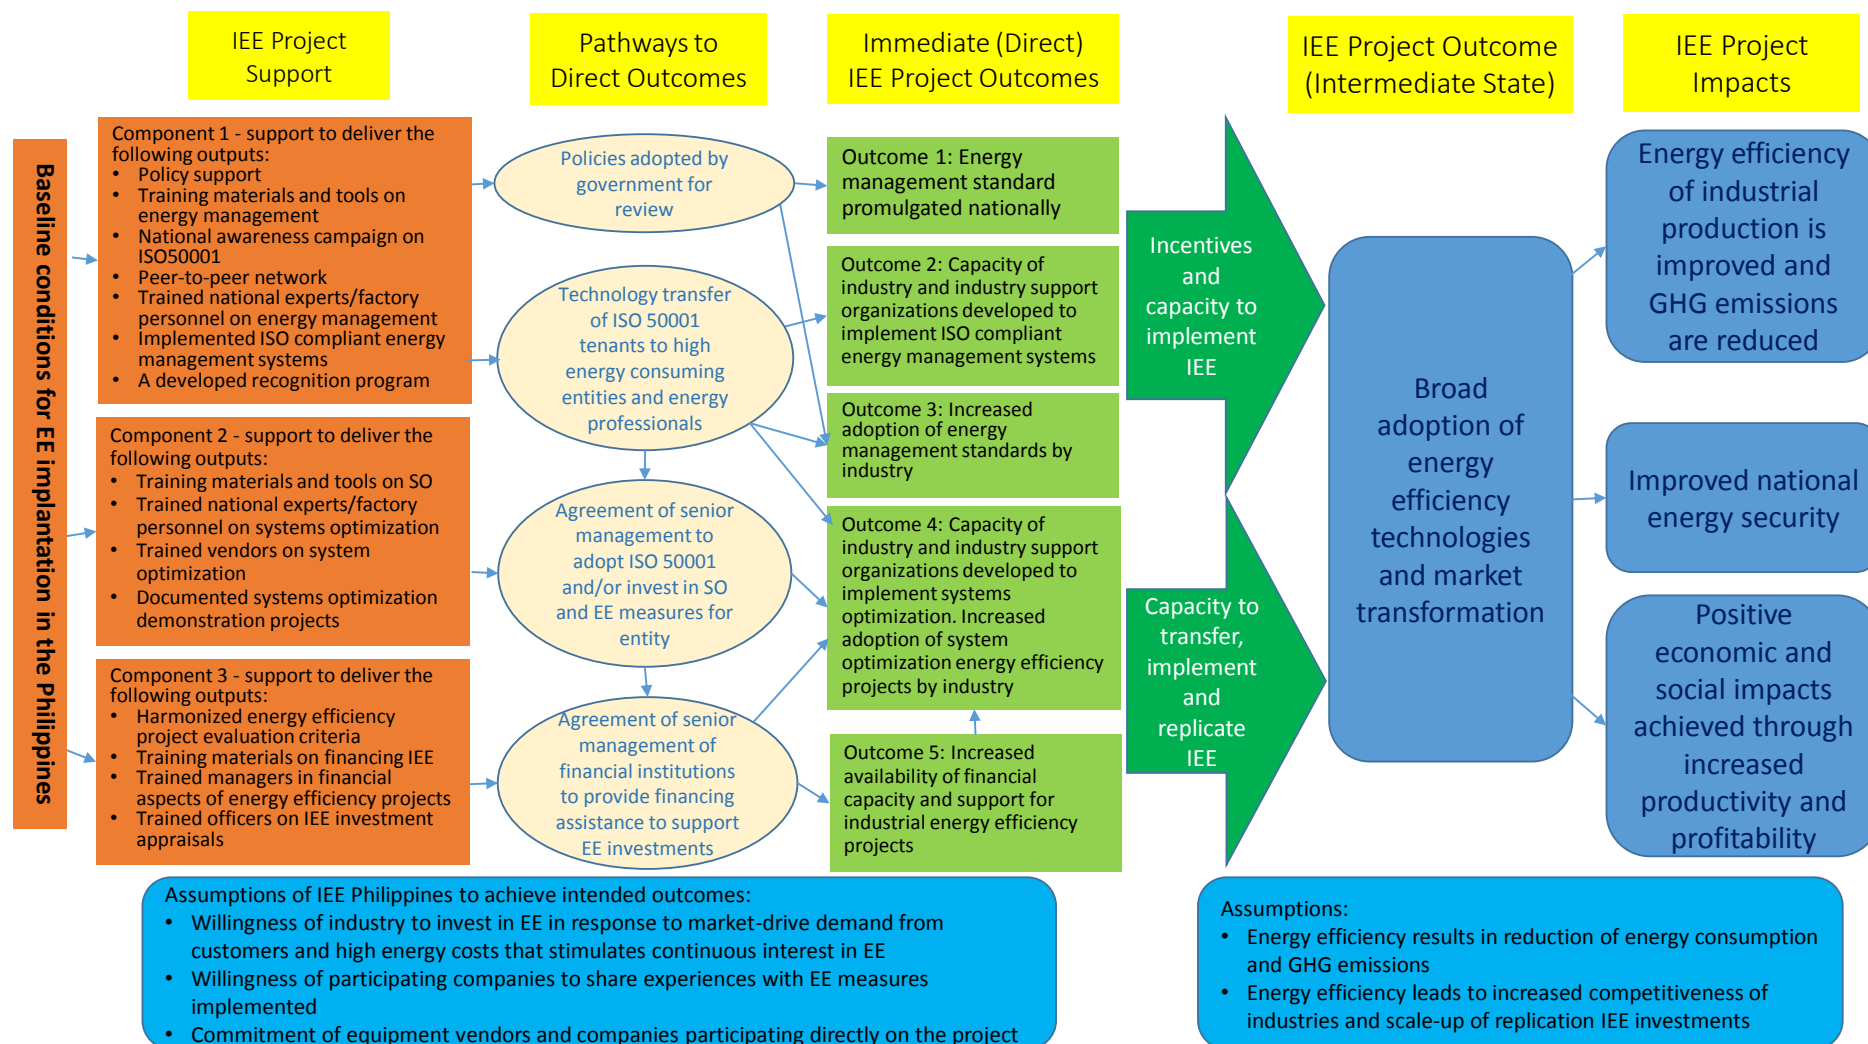 IEE Project
Support
Pathways to
Direct Outcomes
Immediate (Direct)
IEE Project Outcomes
IEE Project Outcome
(Intermediate State)
IEE Project
Impacts
Baseline conditions for EE implantation in the Philippines
Component 1 - support to deliver the
following outputs:
• Policy support
• Training materials and tools on
energy management
• National awareness campaign on
ISO50001
• Peer-to-peer network
• Trained national experts/factory
personnel on energy management
• Implemented ISO compliant energy
management systems
• A developed recognition program
Component 2 - support to deliver the
following outputs:
• Training materials and tools on SO
• Trained national experts/factory
personnel on systems optimization
• Trained vendors on system
optimization
• Documented systems optimization
demonstration projects
Component 3 - support to deliver the
following outputs:
• Harmonized energy efficiency
project evaluation criteria
• Training materials on financing IEE
• Trained managers in financial
aspects of energy efficiency projects
• Trained officers on IEE investment
appraisals
Policies adopted by
government for
review
Technology transfer
of ISO 50001
tenants to high
energy consuming
entities and energy
professionals
Agreement of senior
management to
adopt ISO 50001
and/or invest in SO
and EE measures for
entity
Agreement of senior
management of
financial institutions
to provide financing
assistance to support
EE investments
Outcome 1: Energy
management standard
promulgated nationally
Outcome 2: Capacity of
industry and industry support
organizations developed to
implement ISO compliant
energy management systems
Outcome 3: Increased
adoption of energy
management standards by
industry
Outcome 4: Capacity of
industry and industry support
organizations developed to
implement systems
optimization. Increased
adoption of system
optimization energy efficiency
projects by industry
Outcome 5: Increased
availability of financial
capacity and support for
industrial energy efficiency
projects
Incentives
and
capacity to
implement
IEE
Capacity to
transfer,
implement
and
replicate
IEE
Broad
adoption of
energy
efficiency
technologies
and market
transformation
Energy efficiency
of industrial
production is
improved and
GHG emissions
are reduced
Improved national
energy security
Positive
economic and
social impacts
achieved through
increased
productivity and
profitability
Assumptions of IEE Philippines to achieve intended outcomes:
• Willingness of industry to invest in EE in response to market-drive demand from
customers and high energy costs that stimulates continuous interest in EE
• Willingness of participating companies to share experiences with EE measures
implemented
• Commitment of equipment vendors and companies participating directly on the project
Assumptions:
• Energy efficiency results in reduction of energy consumption
and GHG emissions
• Energy efficiency leads to increased competitiveness of
industries and scale-up of replication IEE investments